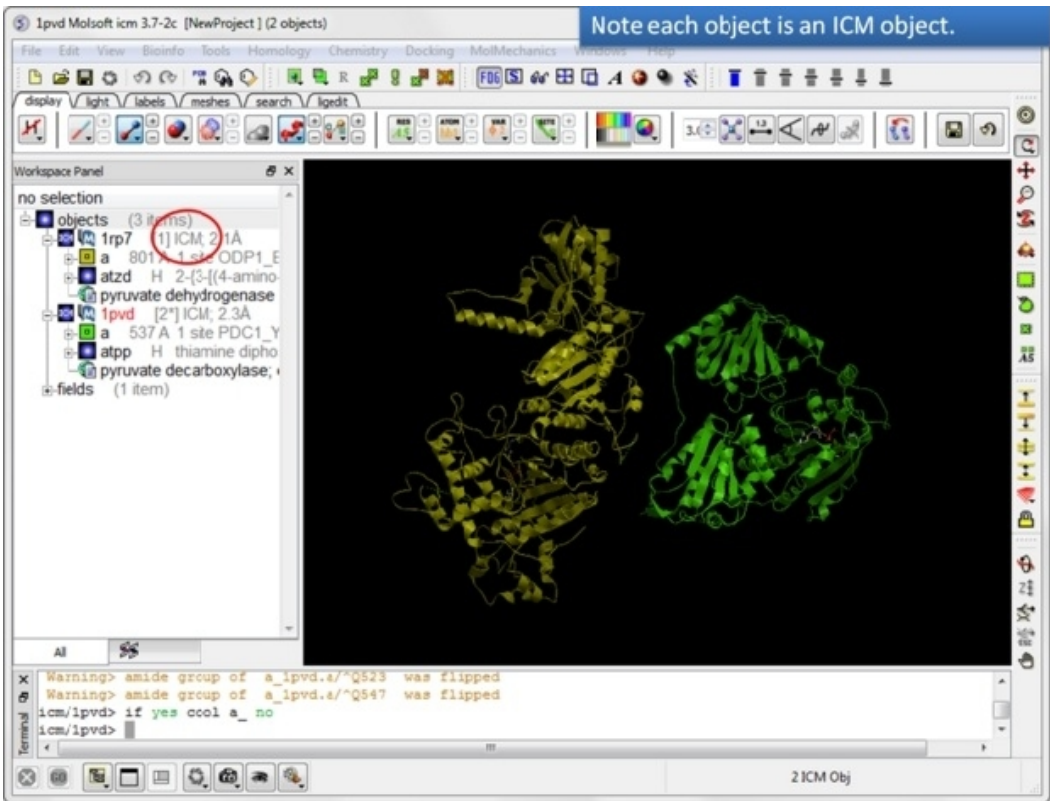 1pvd Molsoft icm 3.7-2c [NewProject ] (2 objects)
Note each object is an ICM object.
File Edit View Bioinfo Tools Homology Chemistry Docking MolMechanics Windows Help
display light labels meshes search ligedit
Workspace Panel
no selection
objects (3 items)
1rp7 [1] ICM; 2.1Å
a 801 A 1 site ODP1_E
atzd H 2-{3-[(4-amino-
pyruvate dehydrogenase
1pvd [2*] ICM; 2.3Å
a 537 A 1 site PDC1_Y
atpp H thiamine dipho
pyruvate decarboxylase;
fields (1 item)
All
Warning> amide group of a_1pvd.a/^Q523 was flipped
Warning> amide group of a_1pvd.a/^Q547 was flipped
icm/1pvd> if yes ccol a_ no
icm/1pvd>
Terminal
2 ICM Obj